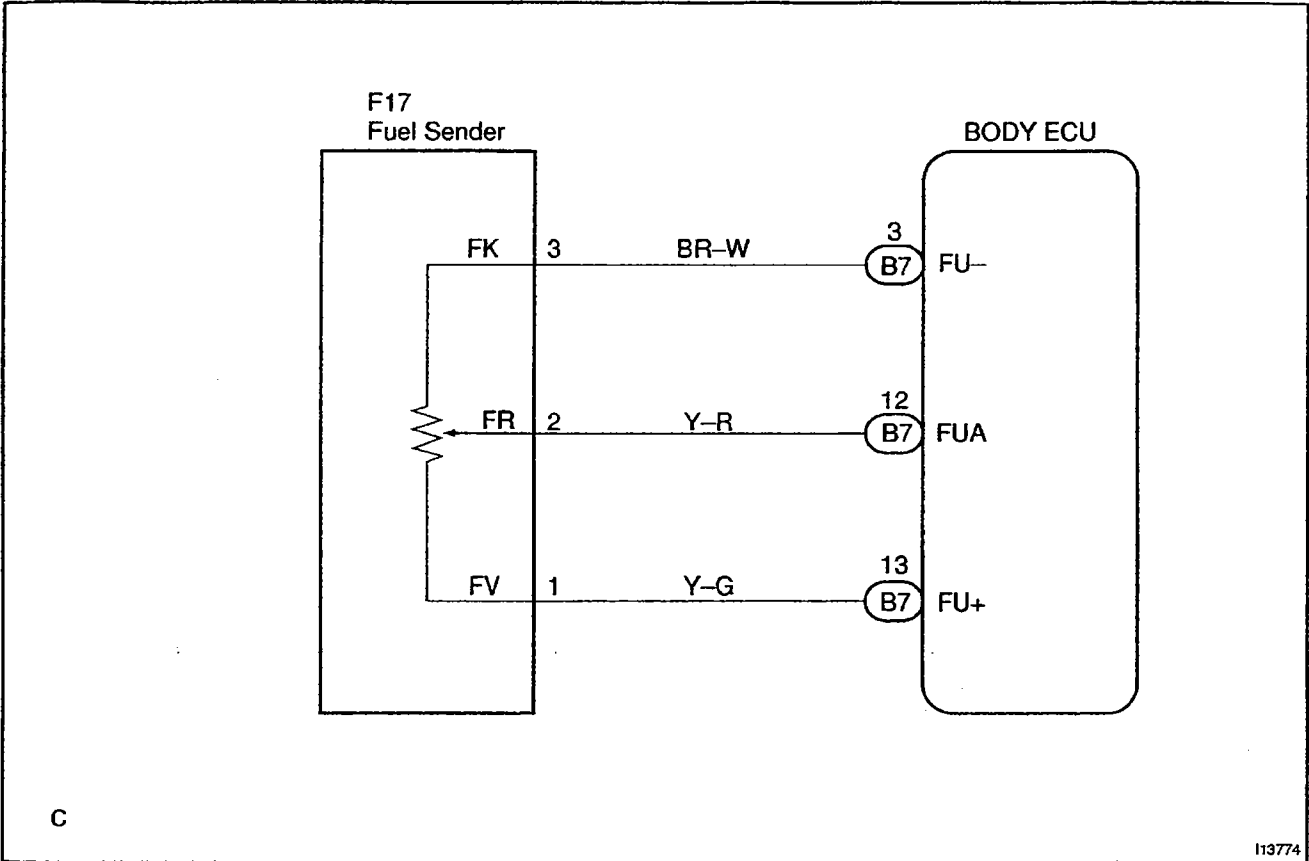 F17
Fuel Sender
BODY ECU
FK 3 BR–W 3 B7 FU–
FR 2 Y–R 12 B7 FUA
FV 1 Y–G 13 B7 FU+
C
I13774